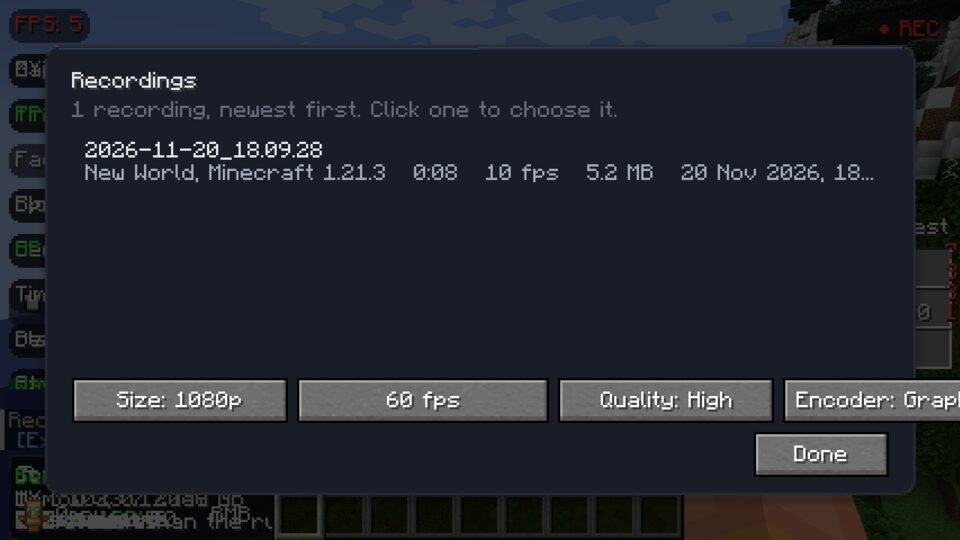 FPS: 5
REC
Recordings
1 recording, newest first. Click one to choose it.
2026-11-20_18.09.28
New World, Minecraft 1.21.3 0:08 10 fps 5.2 MB 20 Nov 2026, 18...
Size: 1080p
60 fps
Quality: High
Encoder: Grap
Done